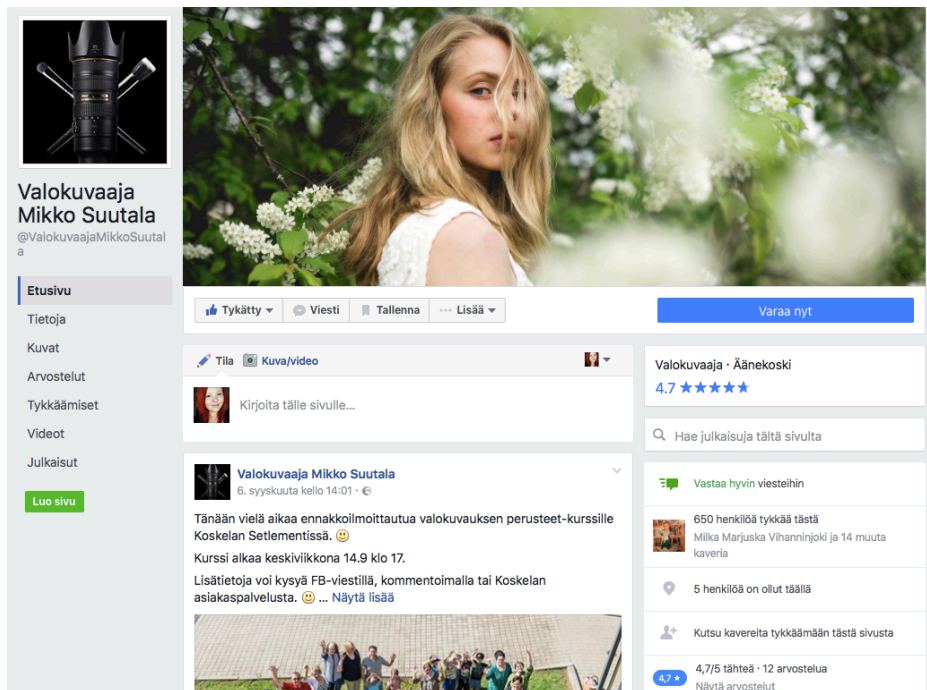 Valokuvaaja
Mikko Suutala
@ValokuvaajaMikkoSuutal
a
Etusivu
Tietoja
Kuvat
Arvostelut
Tykkäämiset
Videot
Julkaisut
Luo sivu
Tykätty
Viesti
Tallenna
Lisää
Varaa nyt
Tila
Kuva/video
Kirjoita tälle sivulle...
Valokuvaaja Mikko Suutala
6. syyskuuta kello 14:01 ·
Tänään vielä aikaa ennakkoilmoittautua valokuvauksen perusteet-kurssille
Koskelan Setlementissä.
Kurssi alkaa keskiviikkona 14.9 klo 17.
Lisätietoja voi kysyä FB-viestillä, kommentoimalla tai Koskelan
asiakaspalvelusta. ... Näytä lisää
Valokuvaaja · Äänekoski
4.7 ★★★★★
Hae julkaisuja tältä sivulta
Vastaa hyvin viesteihin
650 henkilöä tykkää tästä
Milka Marjuska Vihanninjoki ja 14 muuta
kaveria
5 henkilöä on ollut täällä
Kutsu kavereita tykkäämään tästä sivusta
4,7 ★
4,7/5 tähteä · 12 arvostelua
Näytä arvostelut